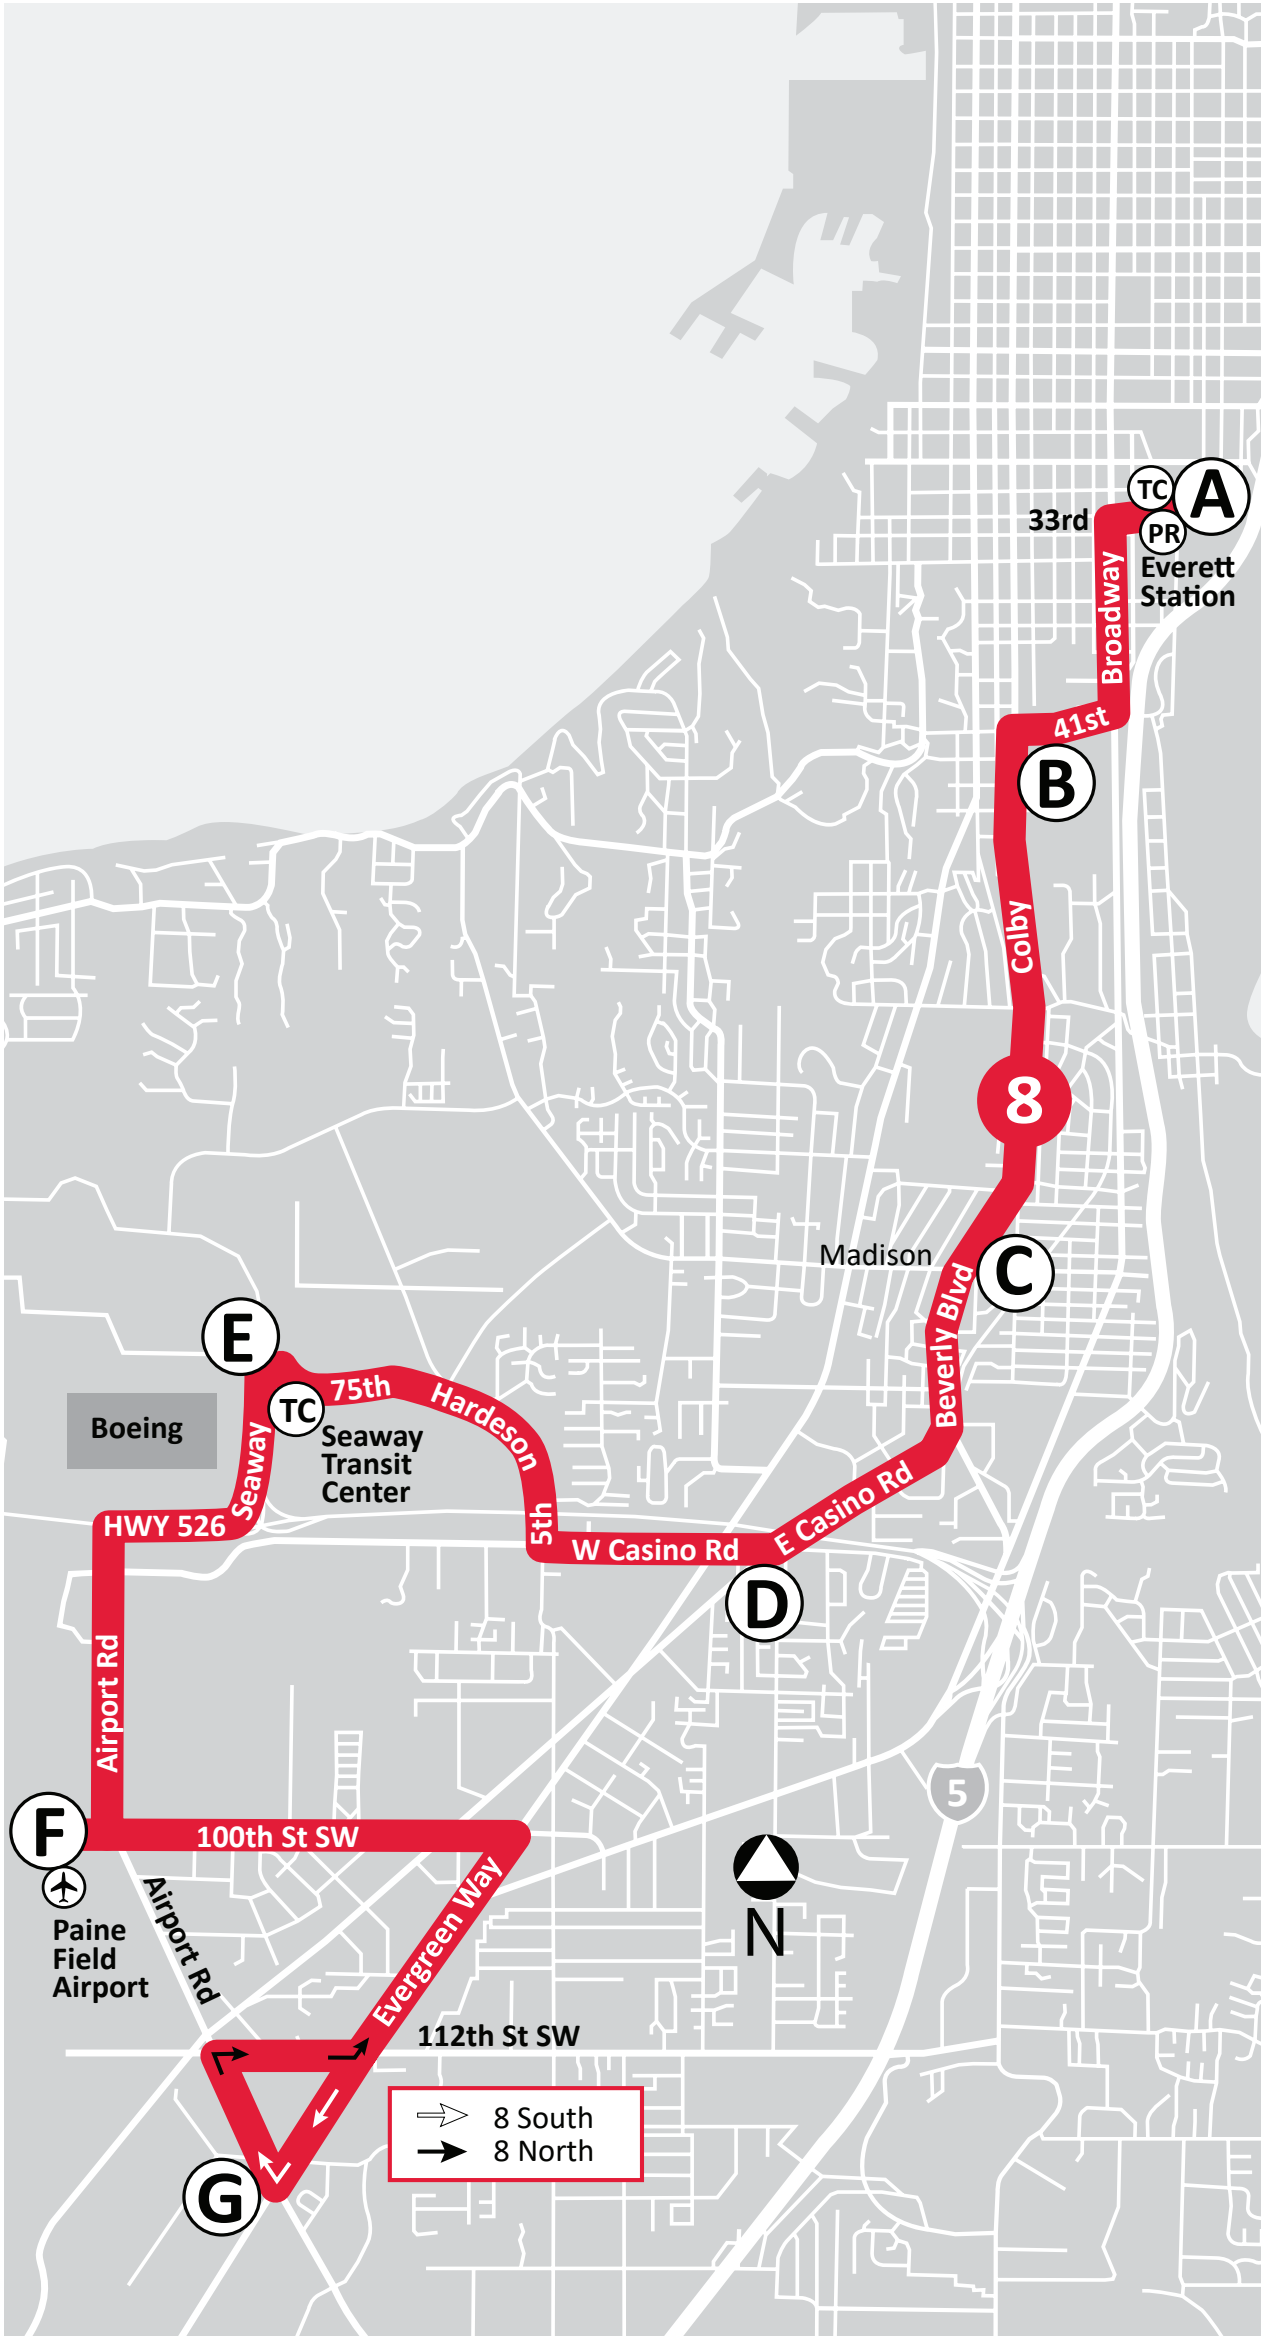 TC
A
33rd
PR
Everett
Station
Broadway
41st
B
Colby
8
Madison
C
Beverly Blvd
E
75th
Hardeson
TC
Boeing
Seaway
Seaway
Transit
Center
HWY 526
5th
W Casino Rd
E Casino Rd
D
Airport Rd
5
F
100th St SW
Airport Rd
Paine
Field
Airport
Evergreen Way
N
112th St SW
8 South
8 North
G